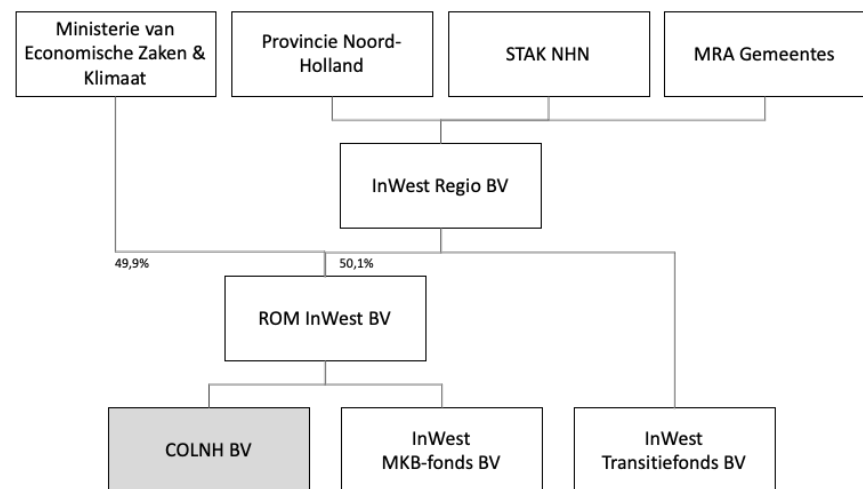 Ministerie van
Economische Zaken &
Klimaat
Provincie Noord-
Holland
STAK NHN
MRA Gemeentes
InWest Regio BV
49,9%
50,1%
ROM InWest BV
COLNH BV
InWest
MKB-fonds BV
InWest
Transitiefonds BV